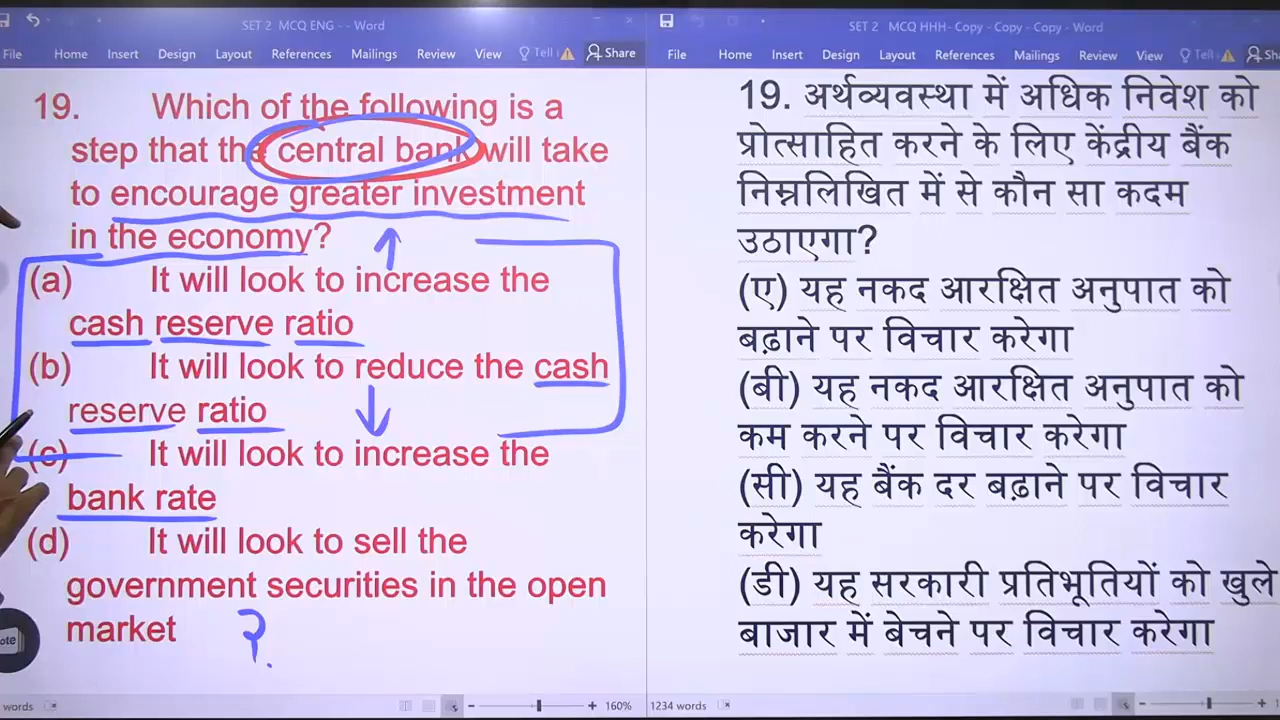 SET 2 MCQ ENG - - Word
File Home Insert Design Layout References Mailings Review View Tell Share
19. Which of the following is a
step that the central bank will take
to encourage greater investment
in the economy?
(a) It will look to increase the
cash reserve ratio
(b) It will look to reduce the cash
reserve ratio
(c) It will look to increase the
bank rate
(d) It will look to sell the
government securities in the open
market
?
ote
words
160%
SET 2 MCQ HHH- Copy - Copy - Copy - Word
File Home Insert Design Layout References Mailings Review View Tell
19. अर्थव्यवस्था में अधिक निवेश को
प्रोत्साहित करने के लिए केंद्रीय बैंक
निम्नलिखित में से कौन सा कदम
उठाएगा?
(ए) यह नकद आरक्षित अनुपात को
बढ़ाने पर विचार करेगा
(बी) यह नकद आरक्षित अनुपात को
कम करने पर विचार करेगा
(सी) यह बैंक दर बढ़ाने पर विचार
करेगा
(डी) यह सरकारी प्रतिभूतियों को खुले
बाजार में बेचने पर विचार करेगा
1234 words